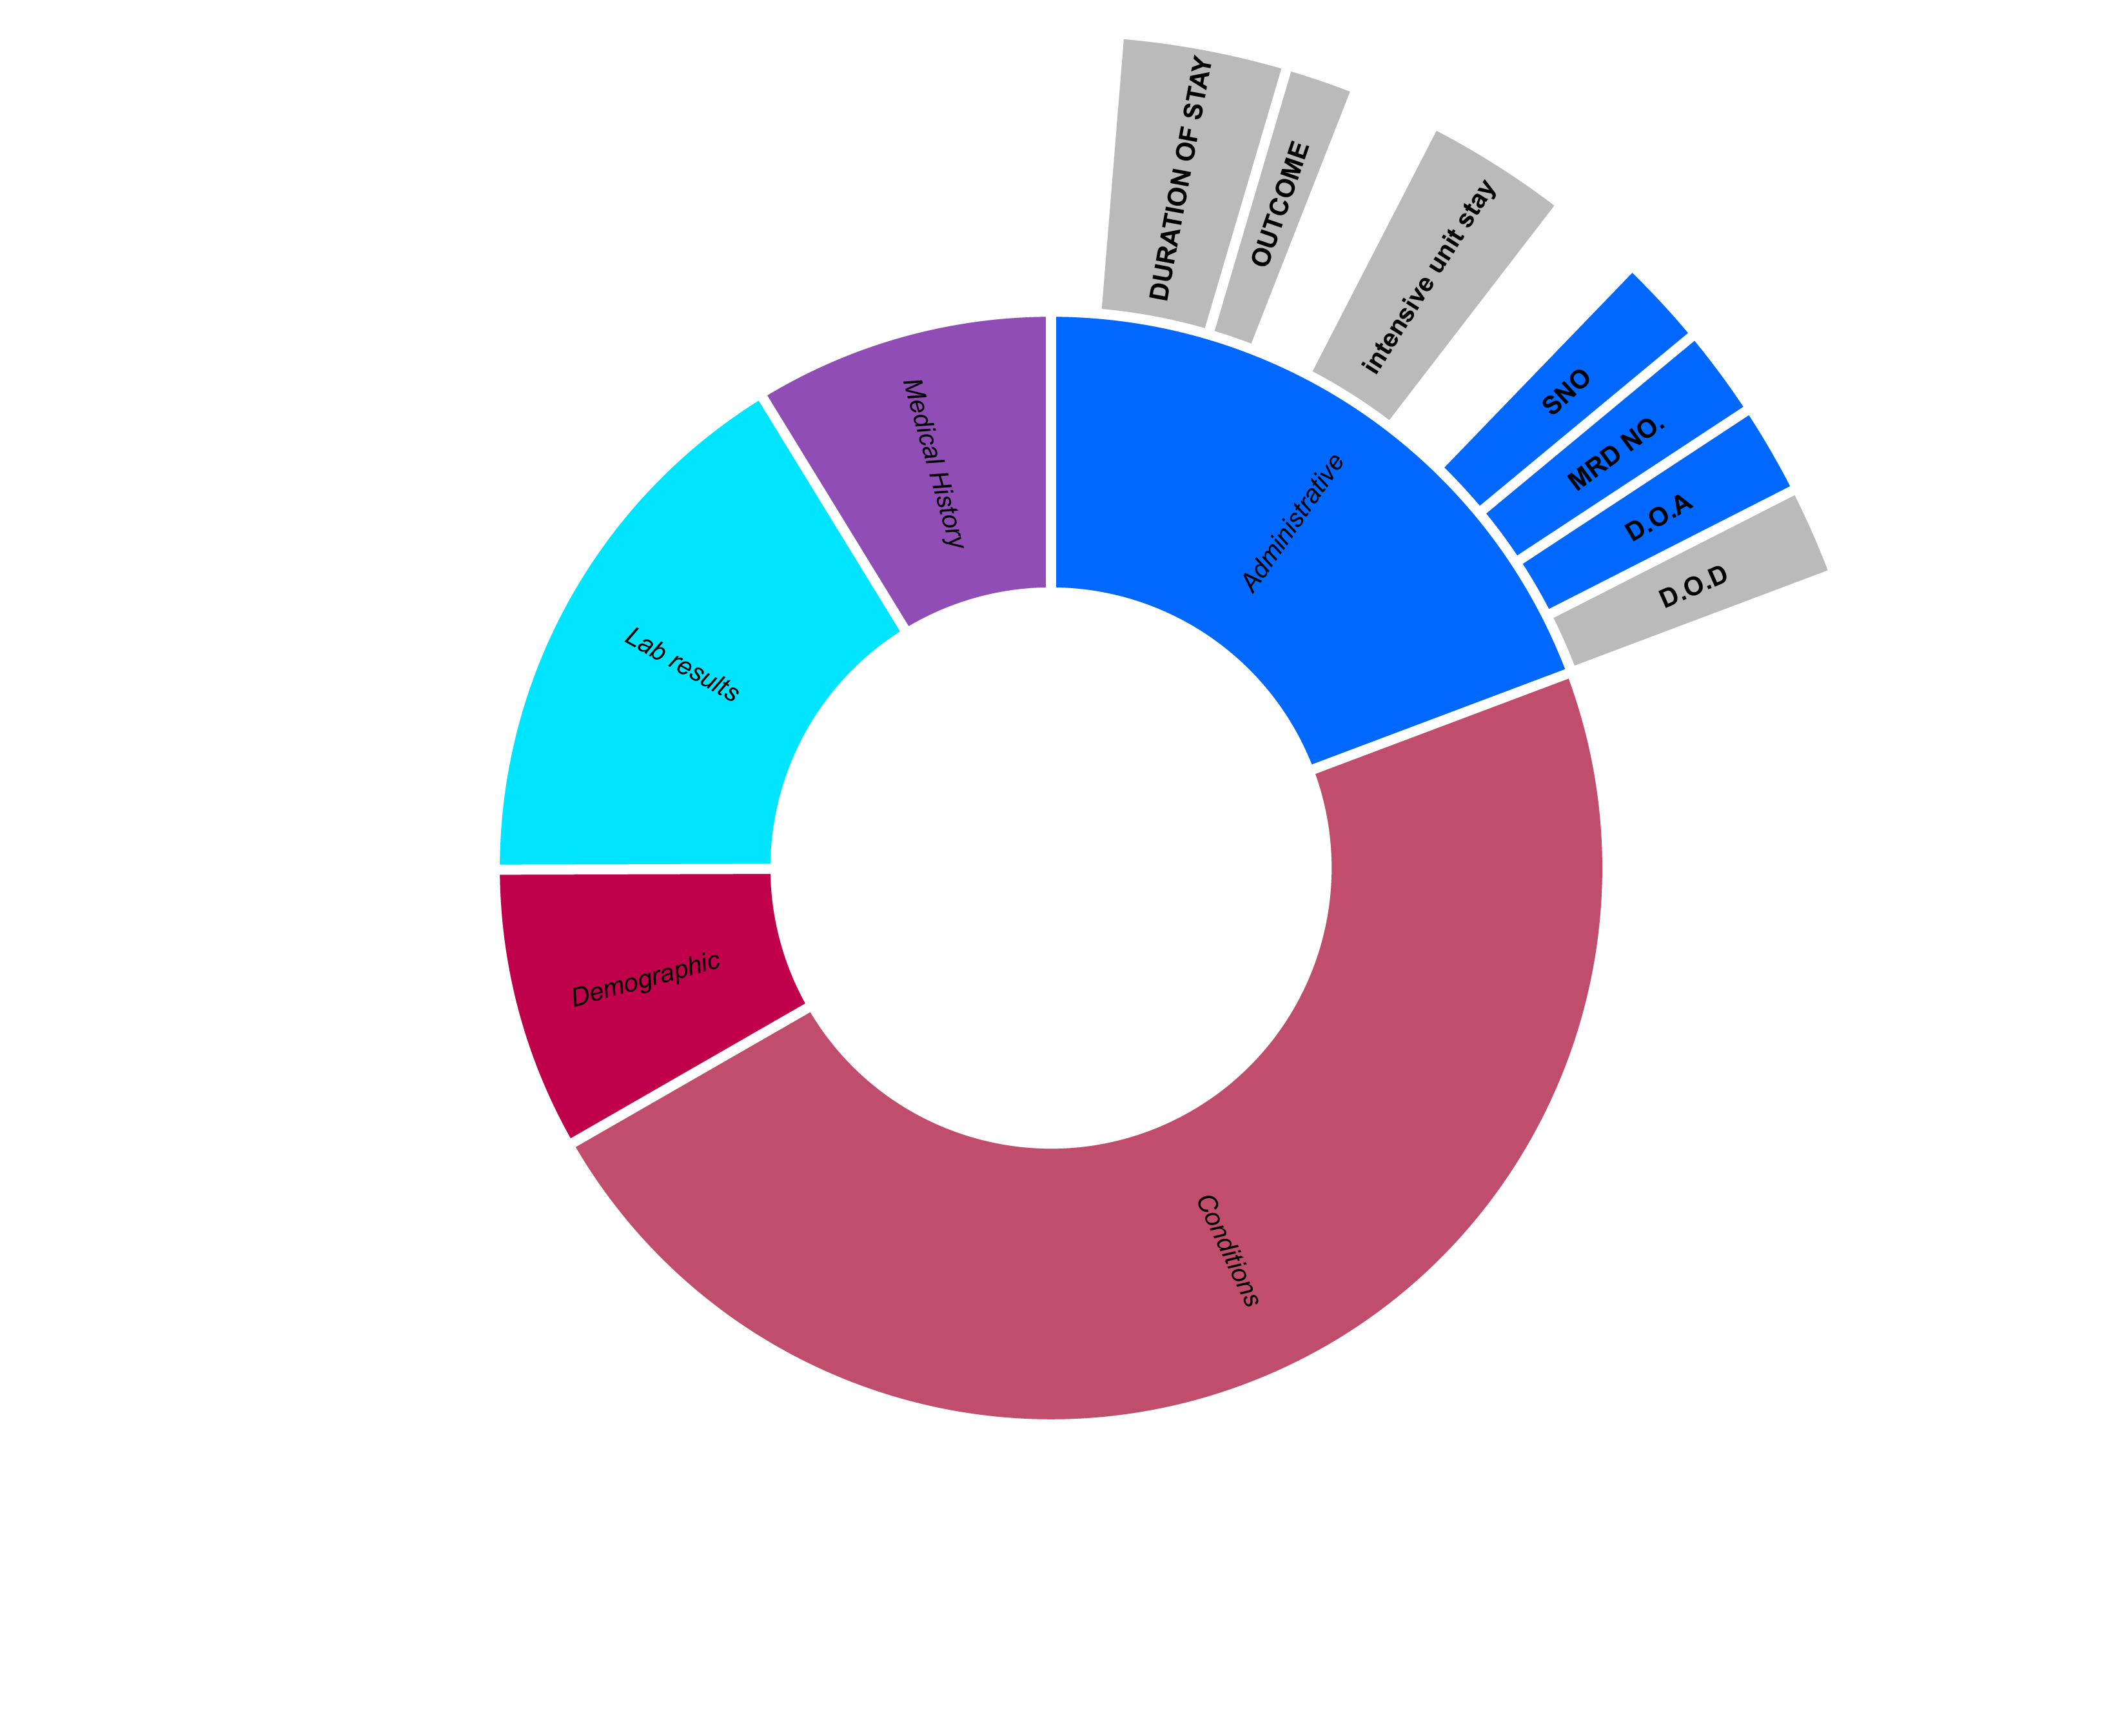 DURATION OF STAY
OUTCOME
intensive unit stay
SNO
MRD NO.
D.O.A
D.O.D
Administrative
Medical History
Lab results
Demographic
Conditions